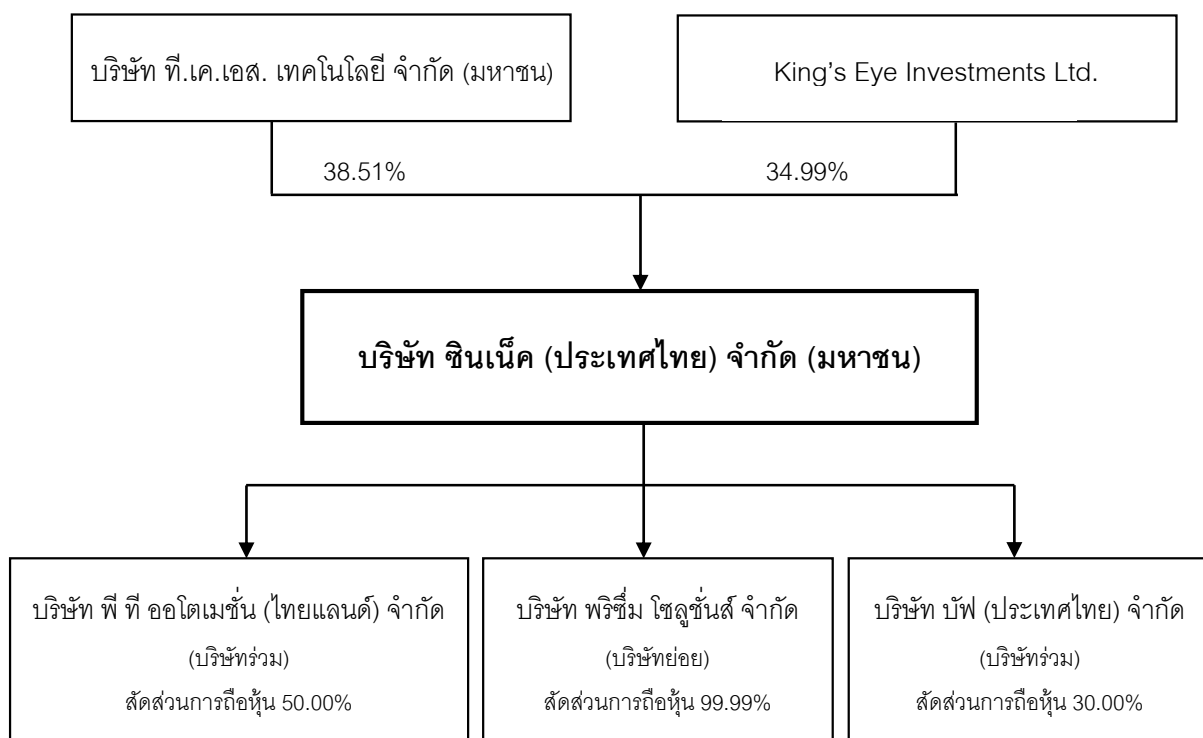 บริษัท ที.เค.เอส. เทคโนโลยี จำกัด (มหาชน)
King's Eye Investments Ltd.
38.51%
34.99%
บริษัท ซินเน็ค (ประเทศไทย) จำกัด (มหาชน)
บริษัท พี ที ออโตเมชั่น (ไทยแลนด์) จำกัด
(บริษัทร่วม)
สัดส่วนการถือหุ้น 50.00%
บริษัท พริซึ่ม โซลูชั่นส์ จำกัด
(บริษัทย่อย)
สัดส่วนการถือหุ้น 99.99%
บริษัท บัฟ (ประเทศไทย) จำกัด
(บริษัทร่วม)
สัดส่วนการถือหุ้น 30.00%